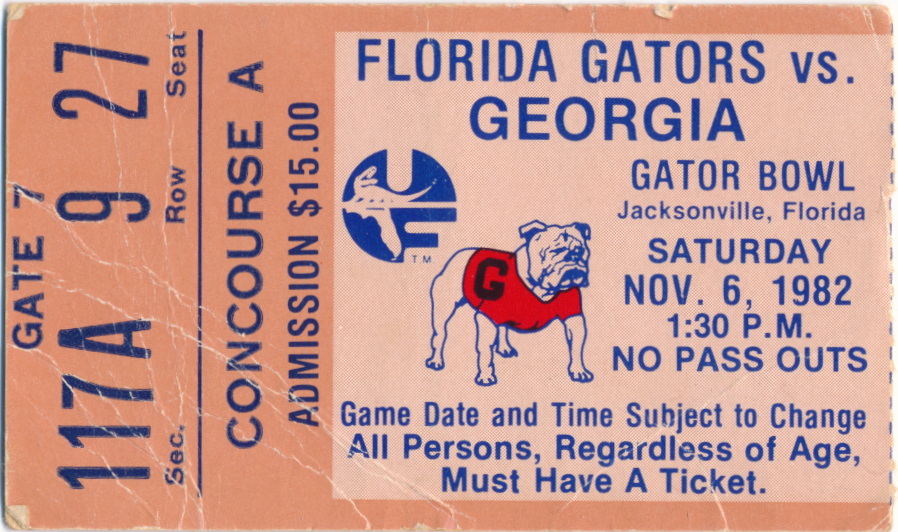 GATE 7
117A 9 27
Sec. Row Seat
CONCOURSE A
ADMISSION $15.00
FLORIDA GATORS vs.
GEORGIA
GATOR BOWL
Jacksonville, Florida
SATURDAY
NOV. 6, 1982
1:30 P.M.
NO PASS OUTS
UF
TM
G
Game Date and Time Subject to Change
All Persons, Regardless of Age,
Must Have A Ticket.